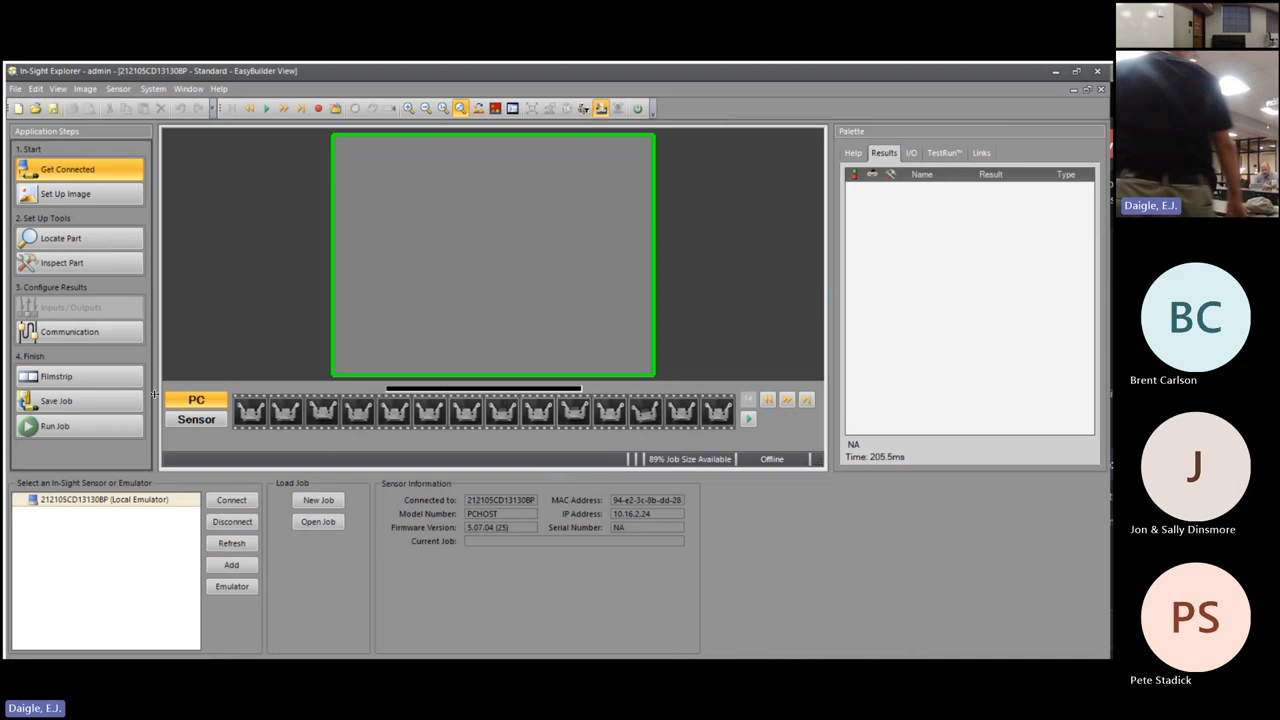 In-Sight Explorer - admin - [212105CD13130BP - Standard - EasyBuilder View]
File Edit View Image Sensor System Window Help
Application Steps
1. Start
Get Connected
Set Up Image
2. Set Up Tools
Locate Part
Inspect Part
3. Configure Results
Inputs/Outputs
Communication
4. Finish
Filmstrip
Save Job
Run Job
PC
Sensor
89% Job Size Available
Offline
Palette
Help Results I/O TestRun™ Links
Name Result Type
NA
Time: 205.5ms
Select an In-Sight Sensor or Emulator
212105CD13130BP (Local Emulator)
Connect
Disconnect
Refresh
Add
Emulator
Load Job
New Job
Open Job
Sensor Information
Connected to: 212105CD13130BP MAC Address: 94-e2-3c-8b-dd-28
Model Number: PCHOST IP Address: 10.16.2.24
Firmware Version: 5.07.04 (25) Serial Number: NA
Current Job:
Daigle, E.J.
BC
Brent Carlson
J
Jon & Sally Dinsmore
PS
Pete Stadick
Daigle, E.J.